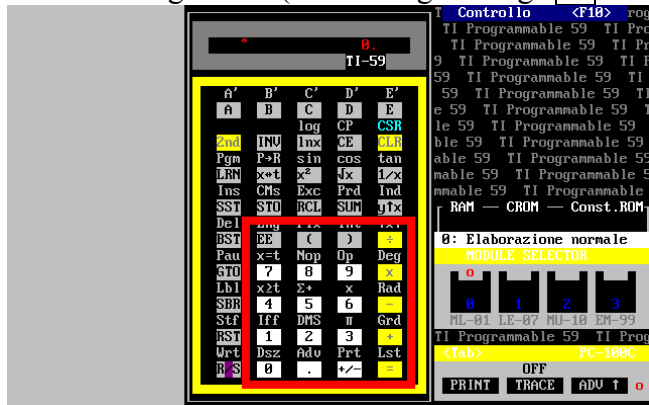 Controllo <F10>
TI Programmable 59
TI Programmable 59
9 TI Programmable 59 TI
59 TI Programmable 59 TI
59 TI Programmable 59
e 59 TI Programmable 59
le 59 TI Programmable 59
ble 59 TI Programmable 59
able 59 TI Programmable 59
mable 59 TI Programmable
mmable 59 TI Programmable
° 0.
TI-59
A' B' C' D' E'
A B C D E
log CP CSR
2nd INV lnx CE CLR
Pgm P→R sin cos tan
LRN x↔t x² √x 1/x
Ins CMs Exc Prd Ind
SST STO RCL SUM y↑x
Del
BST EE ( ) ÷
Pau x=t Nop Op Deg
GTO 7 8 9 x
Lbl x≥t Σ+ x Rad
SBR 4 5 6 -
Stf Iff DMS π Grd
RST 1 2 3 +
Wrt Dsz Adv Prt Lst
R/S 0 . +/- =
RAM — CROM — Const.ROM
0: Elaborazione normale
MODULE SELECTOR
0 1 2 3
ML-01 LE-07 MU-10 EM-99
TI Programmable 59 TI
<Tab> PC-100C
OFF
PRINT TRACE ADV ↑